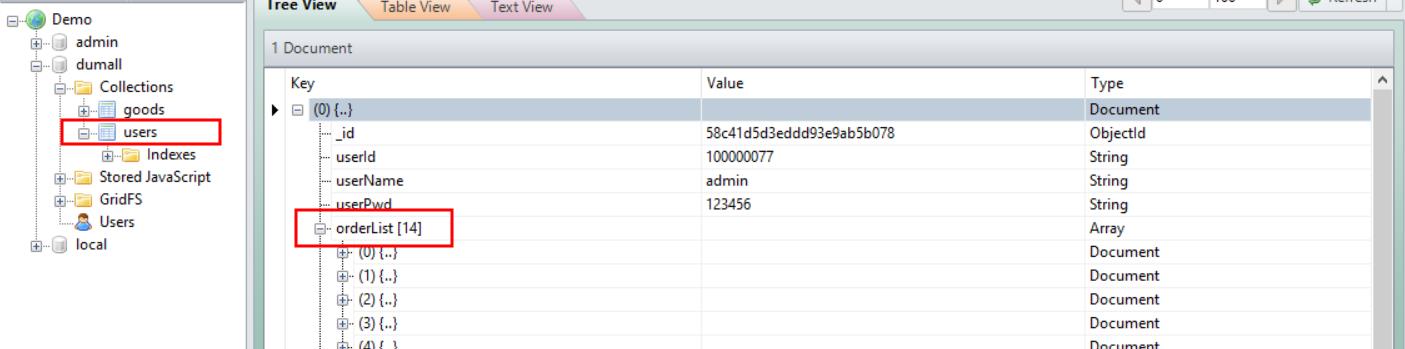 Demo
admin
dumall
Collections
goods
users
Indexes
Stored JavaScript
GridFS
Users
local
Tree View Table View Text View 0 100 Refresh
1 Document
Key Value Type
(0) {..} Document
_id 58c41d5d3eddd93e9ab5b078 ObjectId
userId 100000077 String
userName admin String
userPwd 123456 String
orderList [14] Array
(0) {..} Document
(1) {..} Document
(2) {..} Document
(3) {..} Document
(4) {..} Document